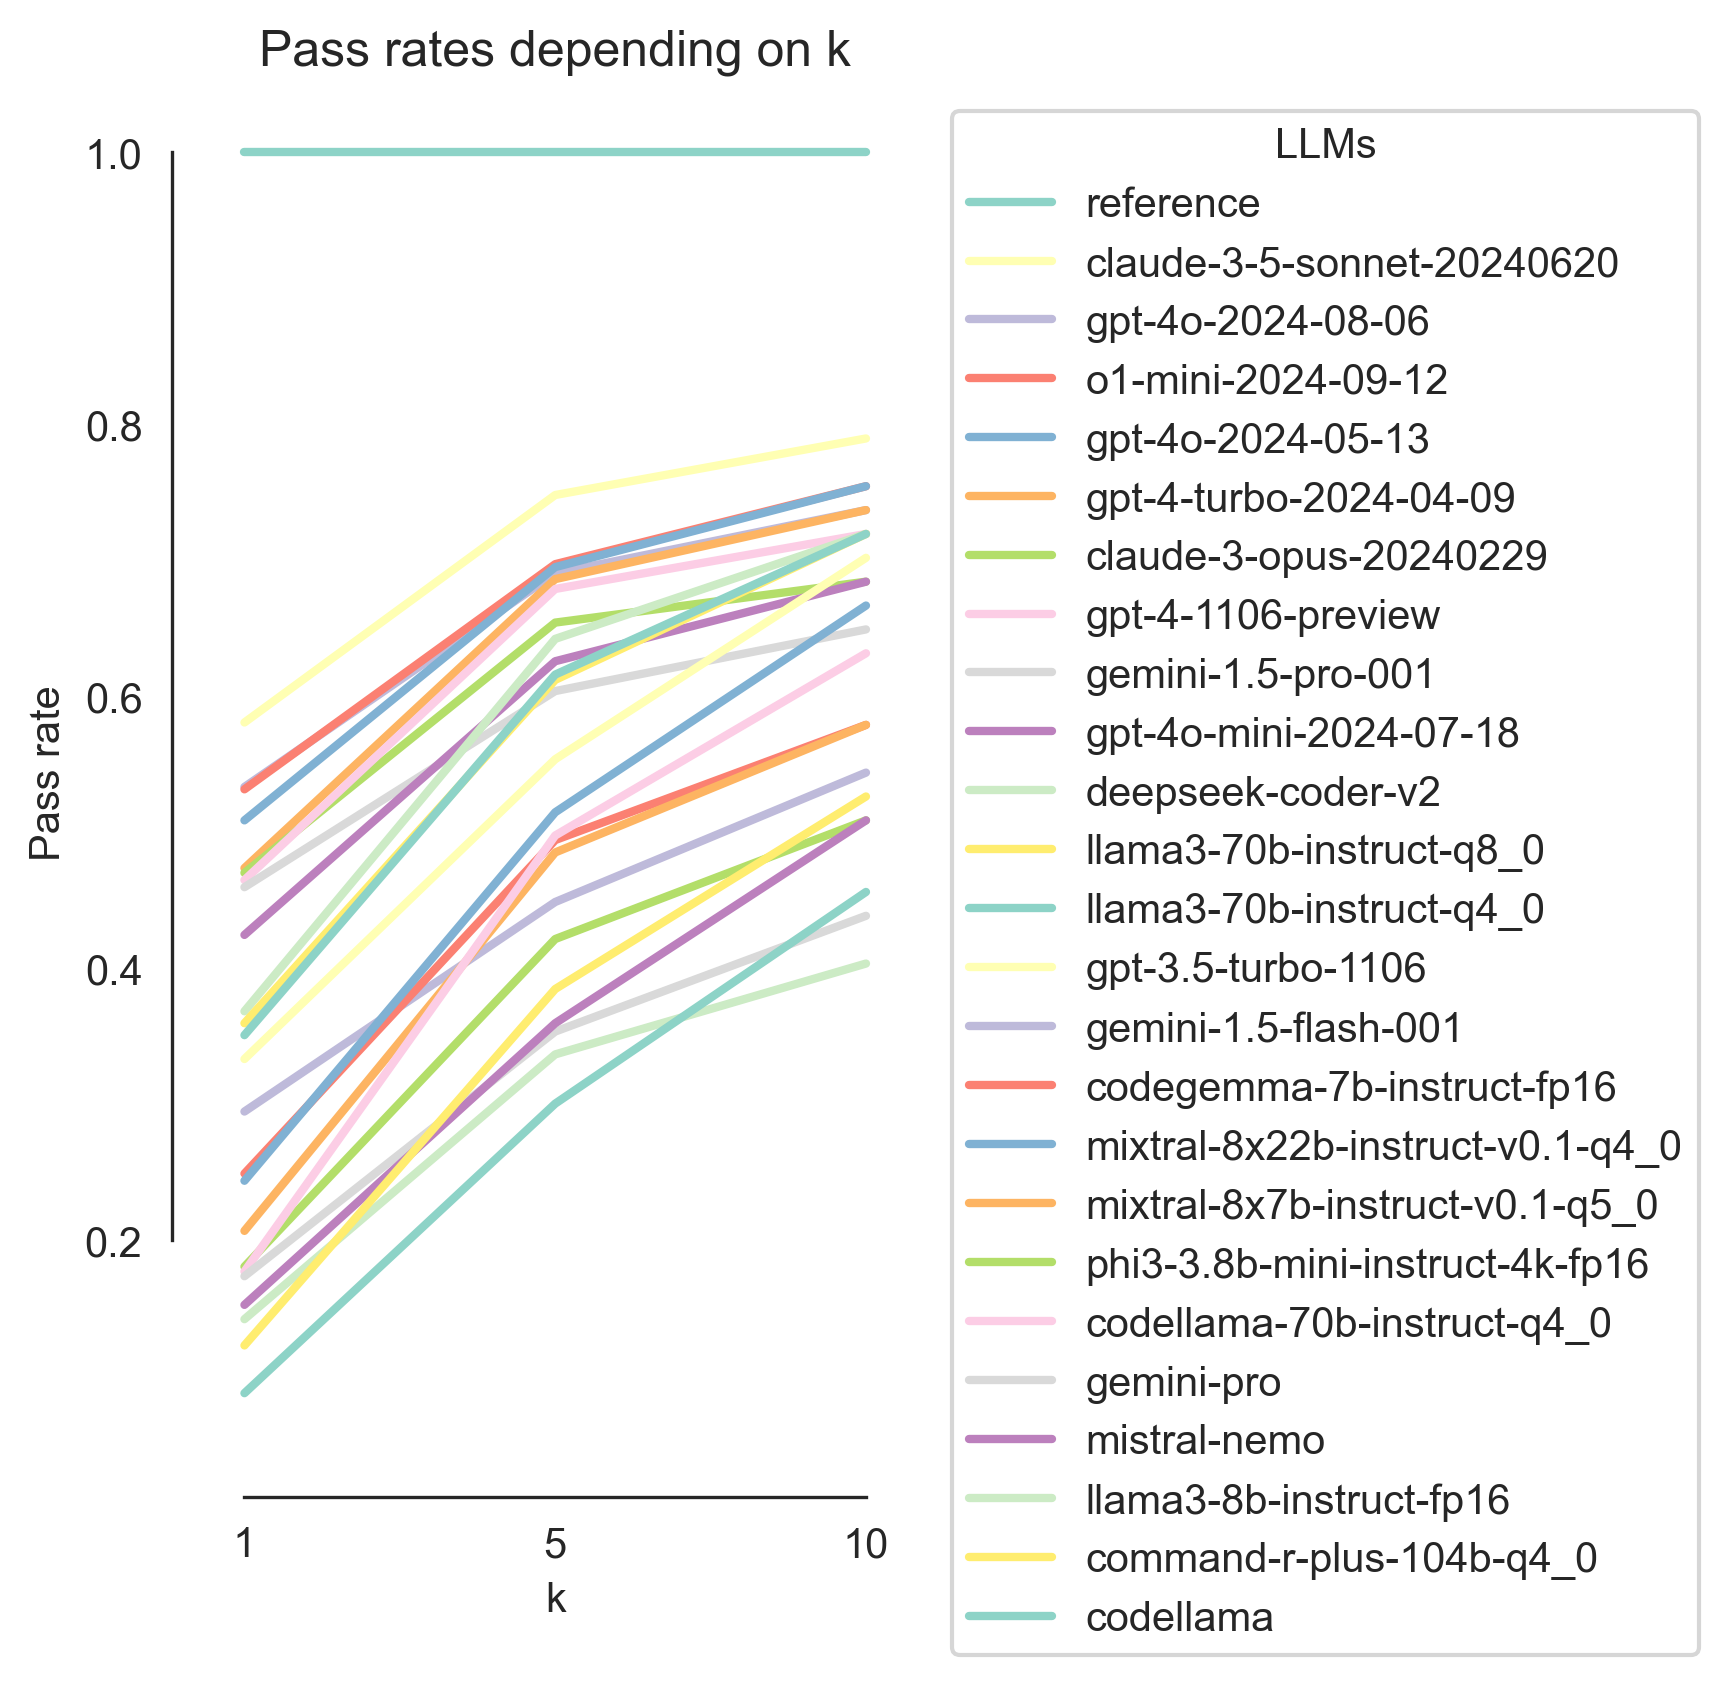 Pass rates depending on k
1.0
0.8
0.6
0.4
0.2
Pass rate
1 5 10
k
LLMs
reference
claude-3-5-sonnet-20240620
gpt-4o-2024-08-06
o1-mini-2024-09-12
gpt-4o-2024-05-13
gpt-4-turbo-2024-04-09
claude-3-opus-20240229
gpt-4-1106-preview
gemini-1.5-pro-001
gpt-4o-mini-2024-07-18
deepseek-coder-v2
llama3-70b-instruct-q8_0
llama3-70b-instruct-q4_0
gpt-3.5-turbo-1106
gemini-1.5-flash-001
codegemma-7b-instruct-fp16
mixtral-8x22b-instruct-v0.1-q4_0
mixtral-8x7b-instruct-v0.1-q5_0
phi3-3.8b-mini-instruct-4k-fp16
codellama-70b-instruct-q4_0
gemini-pro
mistral-nemo
llama3-8b-instruct-fp16
command-r-plus-104b-q4_0
codellama